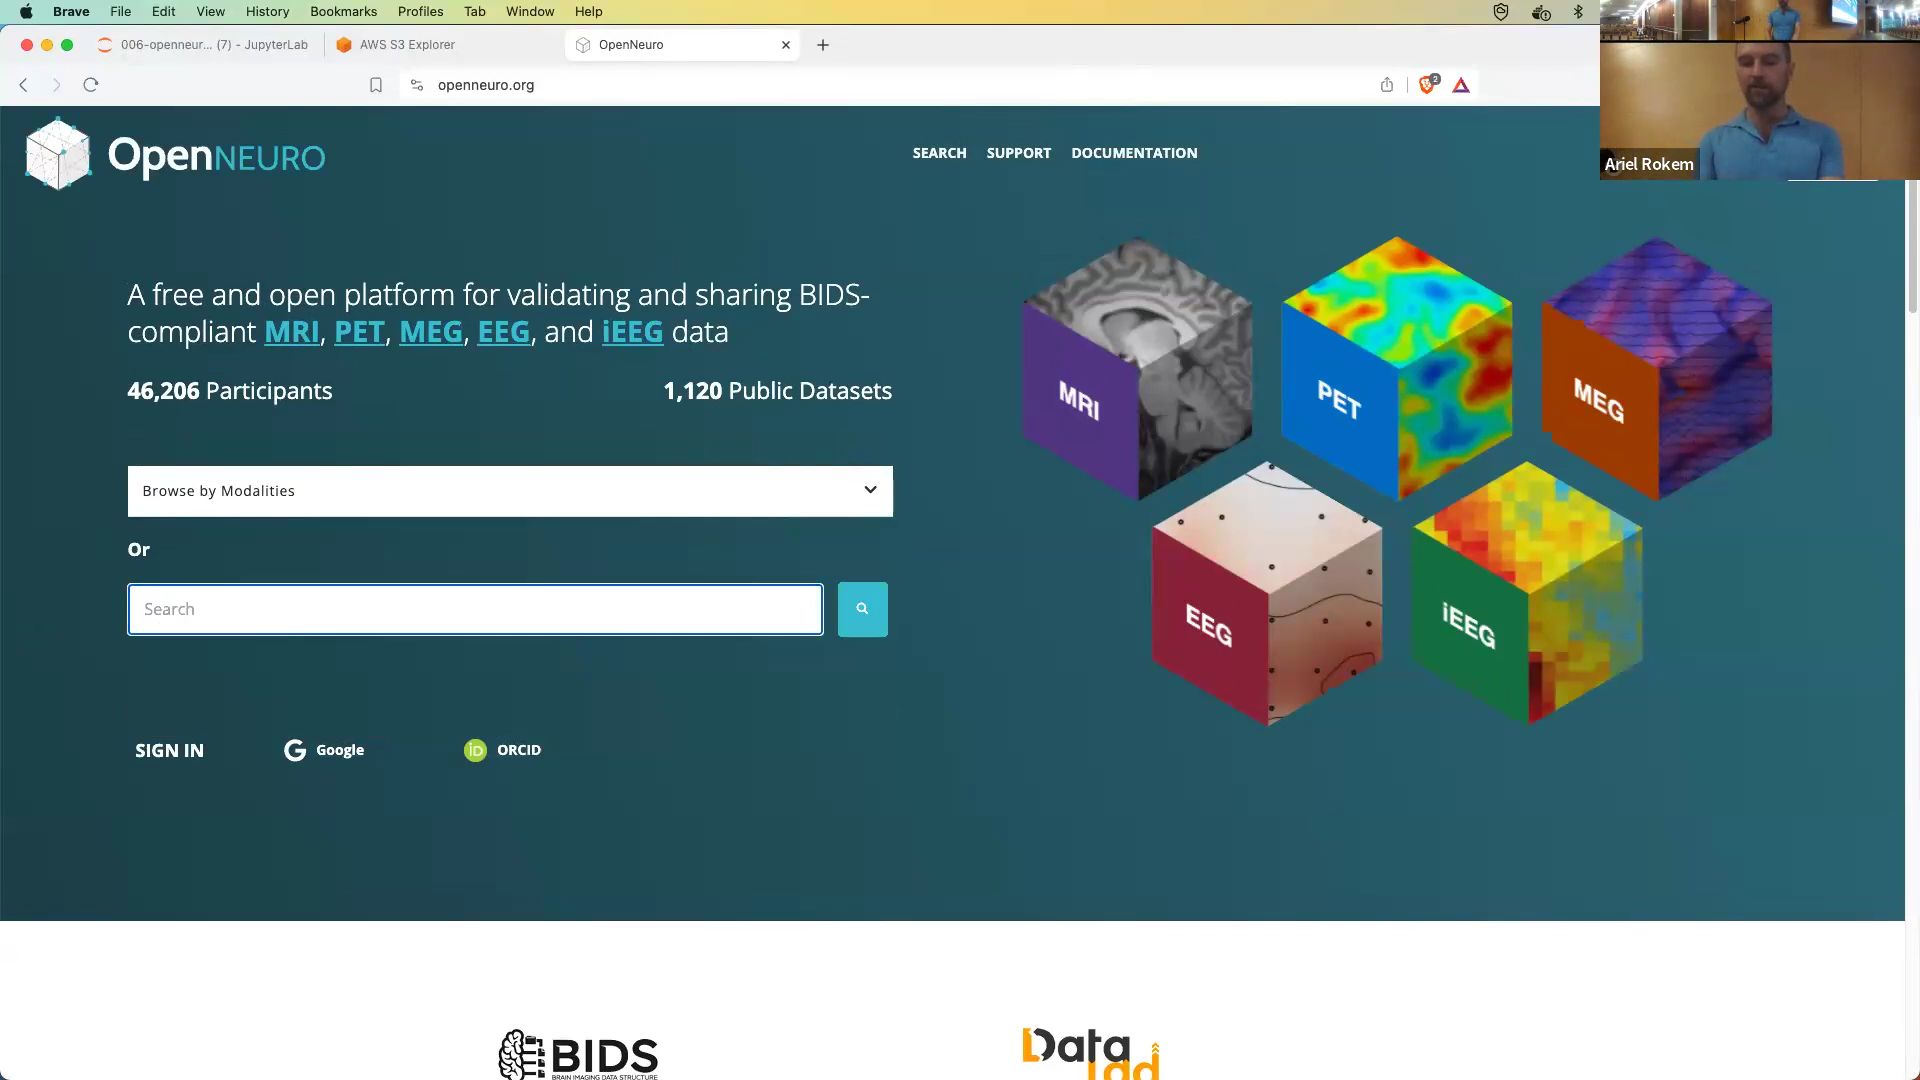 Brave File Edit View History Bookmarks Profiles Tab Window Help
006-openneur... (7) - JupyterLab
AWS S3 Explorer
OpenNeuro
openneuro.org
2
Ariel Rokem
OpenNEURO
SEARCH SUPPORT DOCUMENTATION
A free and open platform for validating and sharing BIDS-
compliant MRI, PET, MEG, EEG, and iEEG data
46,206 Participants
1,120 Public Datasets
Browse by Modalities
Or
Search
SIGN IN
Google
iD ORCID
MRI
PET
MEG
EEG
iEEG
BIDS
BRAIN IMAGING DATA STRUCTURE
Data
Lad